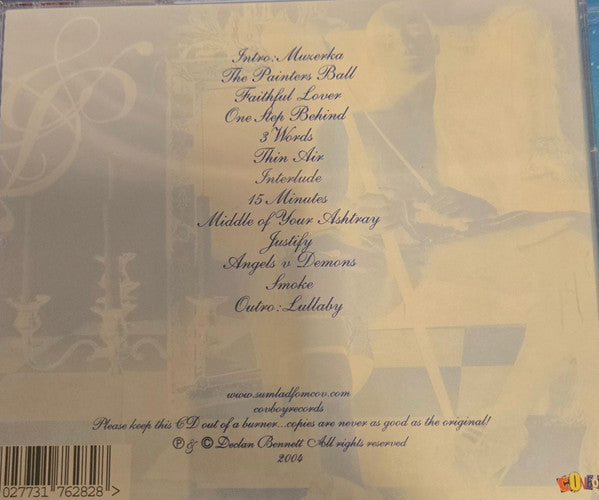 Intro: Muzerka
The Painters Ball
Faithful Lover
One Step Behind
3 Words
Thin Air
Interlude
15 Minutes
Middle of Your Ashtray
Justify
Angels v Demons
Smoke
Outro: Lullaby
www.sumladfomcov.com
covboyrecords
Please keep this CD out of a burner...copies are never as good as the original!
Ⓟ & © Declan Bennett All rights reserved
2004
027731 762828 >